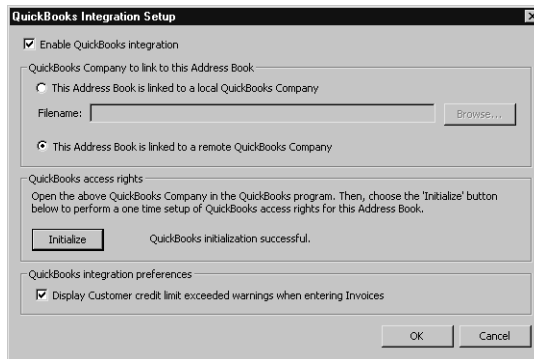 QuickBooks Integration Setup
Enable QuickBooks integration
QuickBooks Company to link to this Address Book
This Address Book is linked to a local QuickBooks Company
Filename:
Browse...
This Address Book is linked to a remote QuickBooks Company
QuickBooks access rights
Open the above QuickBooks Company in the QuickBooks program. Then, choose the 'Initialize' button
below to perform a one time setup of QuickBooks access rights for this Address Book.
Initialize
QuickBooks initialization successful.
QuickBooks integration preferences
Display Customer credit limit exceeded warnings when entering Invoices
OK
Cancel